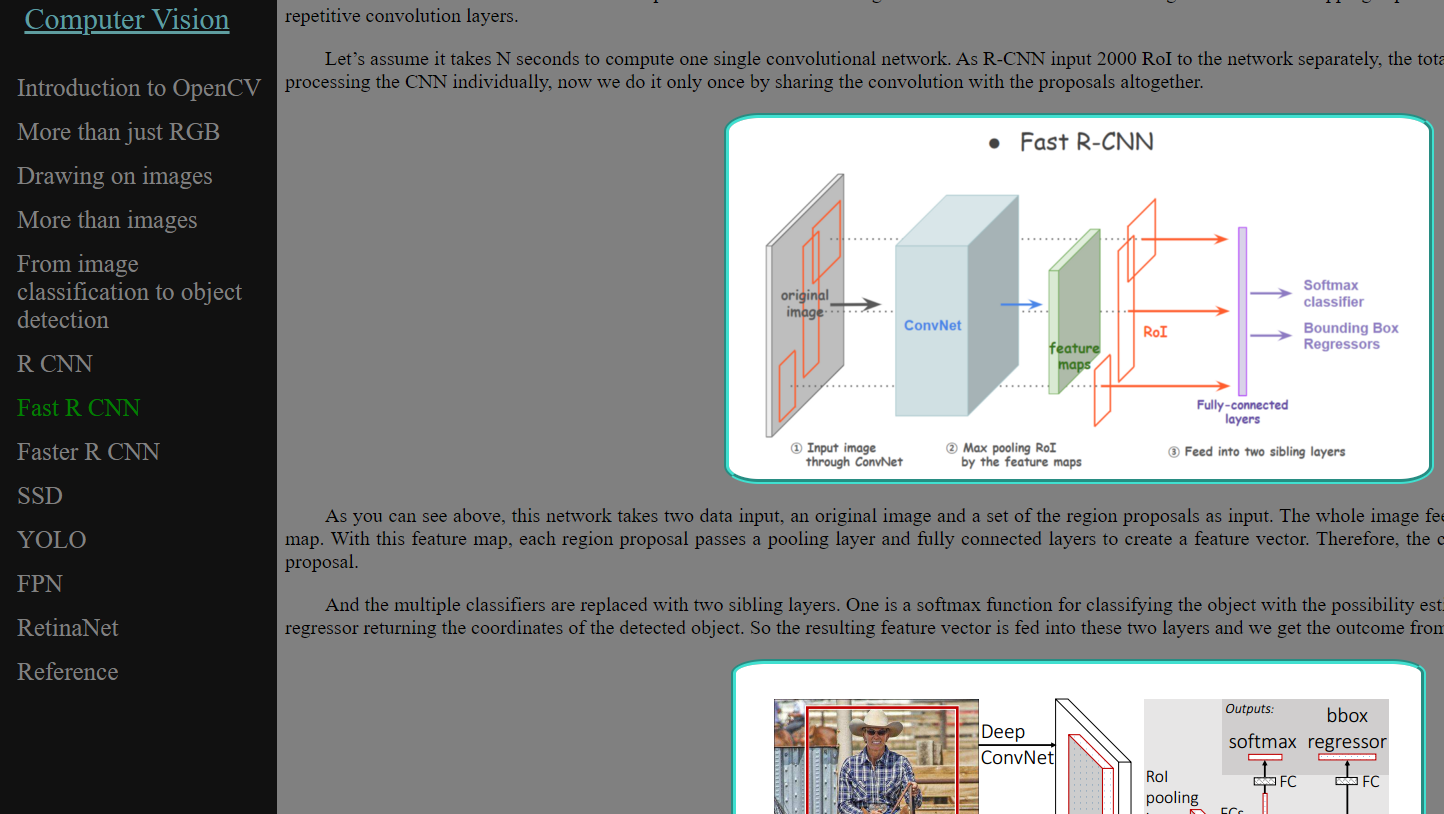 Computer Vision
Introduction to OpenCV
More than just RGB
Drawing on images
More than images
From image
classification to object
detection
R CNN
Fast R CNN
Faster R CNN
SSD
YOLO
FPN
RetinaNet
Reference
repetitive convolution layers.
Let’s assume it takes N seconds to compute one single convolutional network. As R-CNN input 2000 RoI to the network separately, the
processing the CNN individually, now we do it only once by sharing the convolution with the proposals altogether.
• Fast R-CNN
original
image
ConvNet
feature
maps
RoI
Softmax
classifier
Bounding Box
Regressors
Fully-connected
layers
① Input image
through ConvNet
② Max pooling RoI
by the feature maps
③ Feed into two sibling layers
As you can see above, this network takes two data input, an original image and a set of the region proposals as input. The whole image
map. With this feature map, each region proposal passes a pooling layer and fully connected layers to create a feature vector. Therefore, the
proposal.
And the multiple classifiers are replaced with two sibling layers. One is a softmax function for classifying the object with the possibility
regressor returning the coordinates of the detected object. So the resulting feature vector is fed into these two layers and we get the outcome from
Deep
ConvNet
Outputs:
bbox
softmax regressor
FC FC
RoI
pooling
FCs